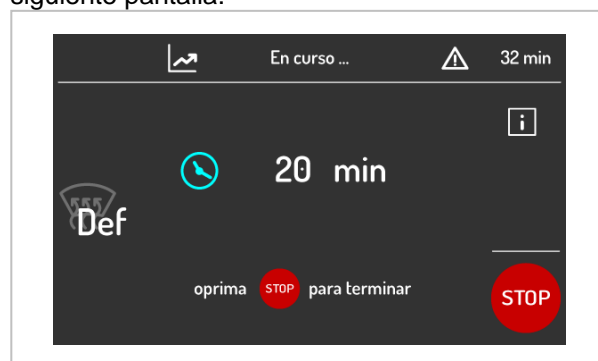 siguiente pantalla:
En curso ... 32 min
i
20 min
Def
oprima STOP para terminar
STOP